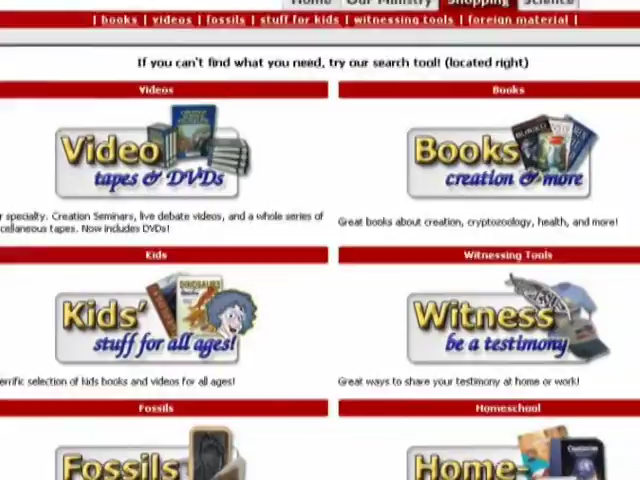 Home Our Ministry Shopping Science
| books | videos | fossils | stuff for kids | witnessing tools | foreign material |
If you can't find what you need, try our search tool! (located right)
Videos
Books
Video
tapes & DVDs
Books
creation & more
r specialty. Creation Seminars, live debate videos, and a whole series of
cellaneous tapes. Now includes DVDs!
Great books about creation, cryptozoology, health, and more!
Kids
Witnessing Tools
Kids'
stuff for all ages!
DINOSAURS
Witness
be a testimony
errific selection of kids books and videos for all ages!
Great ways to share your testimony at home or work!
Fossils
Homeschool
Fossils
Home-